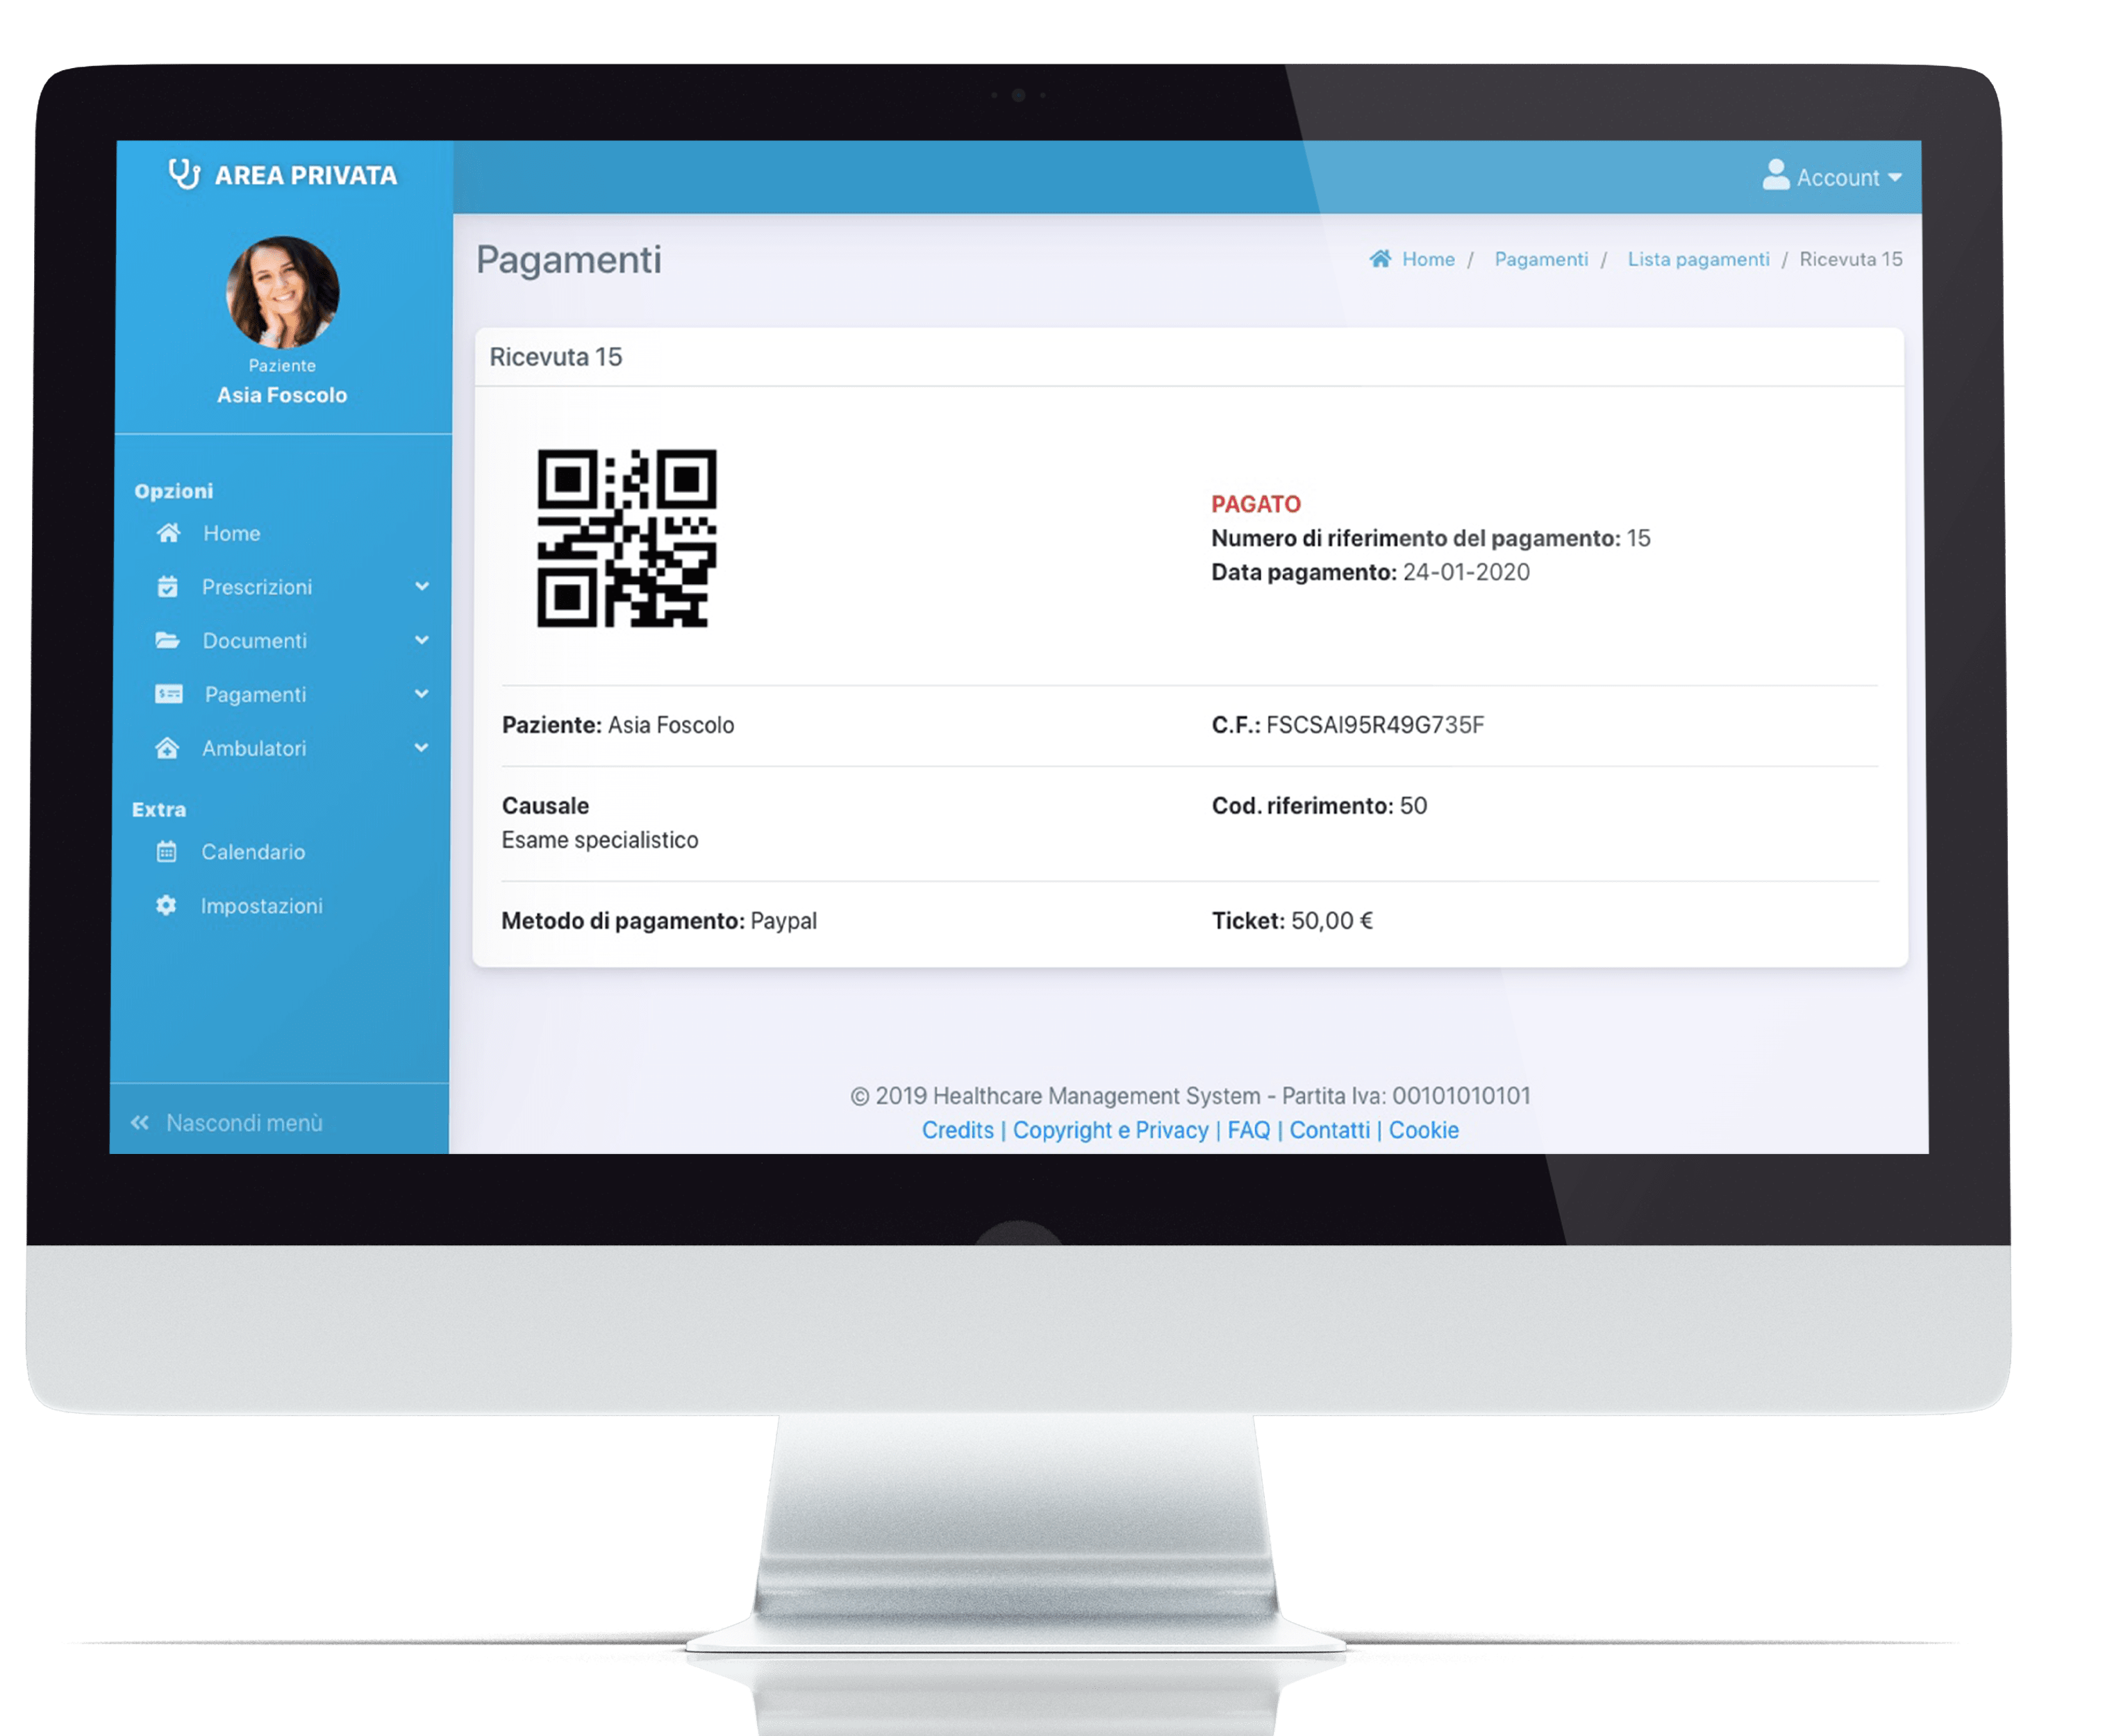 AREA PRIVATA
Account
Paziente
Asia Foscolo
Opzioni
Home
Prescrizioni
Documenti
Pagamenti
Ambulatori
Extra
Calendario
Impostazioni
Nascondi menù
Pagamenti
Home / Pagamenti / Lista pagamenti / Ricevuta 15
Ricevuta 15
PAGATO
Numero di riferimento del pagamento: 15
Data pagamento: 24-01-2020
Paziente: Asia Foscolo
C.F.: FSCSAI95R49G735F
Causale
Esame specialistico
Cod. riferimento: 50
Metodo di pagamento: Paypal
Ticket: 50,00 €
© 2019 Healthcare Management System - Partita Iva: 00101010101
Credits | Copyright e Privacy | FAQ | Contatti | Cookie